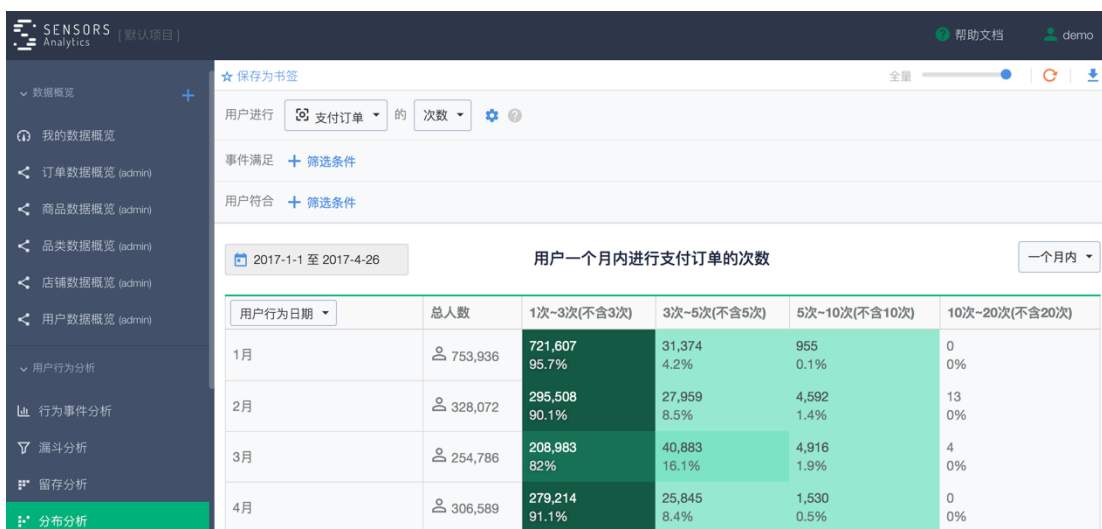 SENSORS
Analytics
[ 默认项目 ]
帮助文档
demo
数据概览
我的数据概览
订单数据概览 (admin)
商品数据概览 (admin)
品类数据概览 (admin)
店铺数据概览 (admin)
用户数据概览 (admin)
用户行为分析
行为事件分析
漏斗分析
留存分析
分布分析
保存为书签
全量
用户进行 支付订单 的 次数
事件满足 + 筛选条件
用户符合 + 筛选条件
2017-1-1 至 2017-4-26
用户一个月内进行支付订单的次数
一个月内
用户行为日期 总人数 1次~3次(不含3次) 3次~5次(不含5次) 5次~10次(不含10次) 10次~20次(不含20次)
1月 753,936 721,607 31,374 955 0
95.7% 4.2% 0.1% 0%
2月 328,072 295,508 27,959 4,592 13
90.1% 8.5% 1.4% 0%
3月 254,786 208,983 40,883 4,916 4
82% 16.1% 1.9% 0%
4月 306,589 279,214 25,845 1,530 0
91.1% 8.4% 0.5% 0%